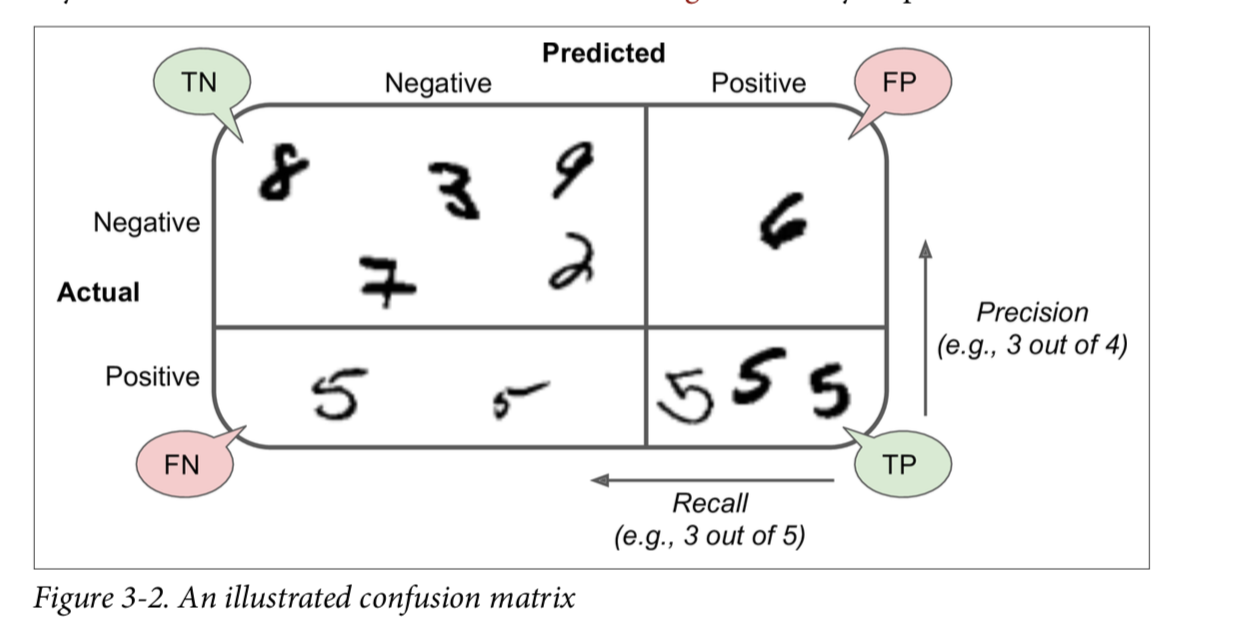 Predicted
TN Negative Positive FP
8 3 9
Negative 6
7 2
Actual
Precision
(e.g., 3 out of 4)
Positive 5 5 5 5 5
FN TP
Recall
(e.g., 3 out of 5)
Figure 3-2. An illustrated confusion matrix